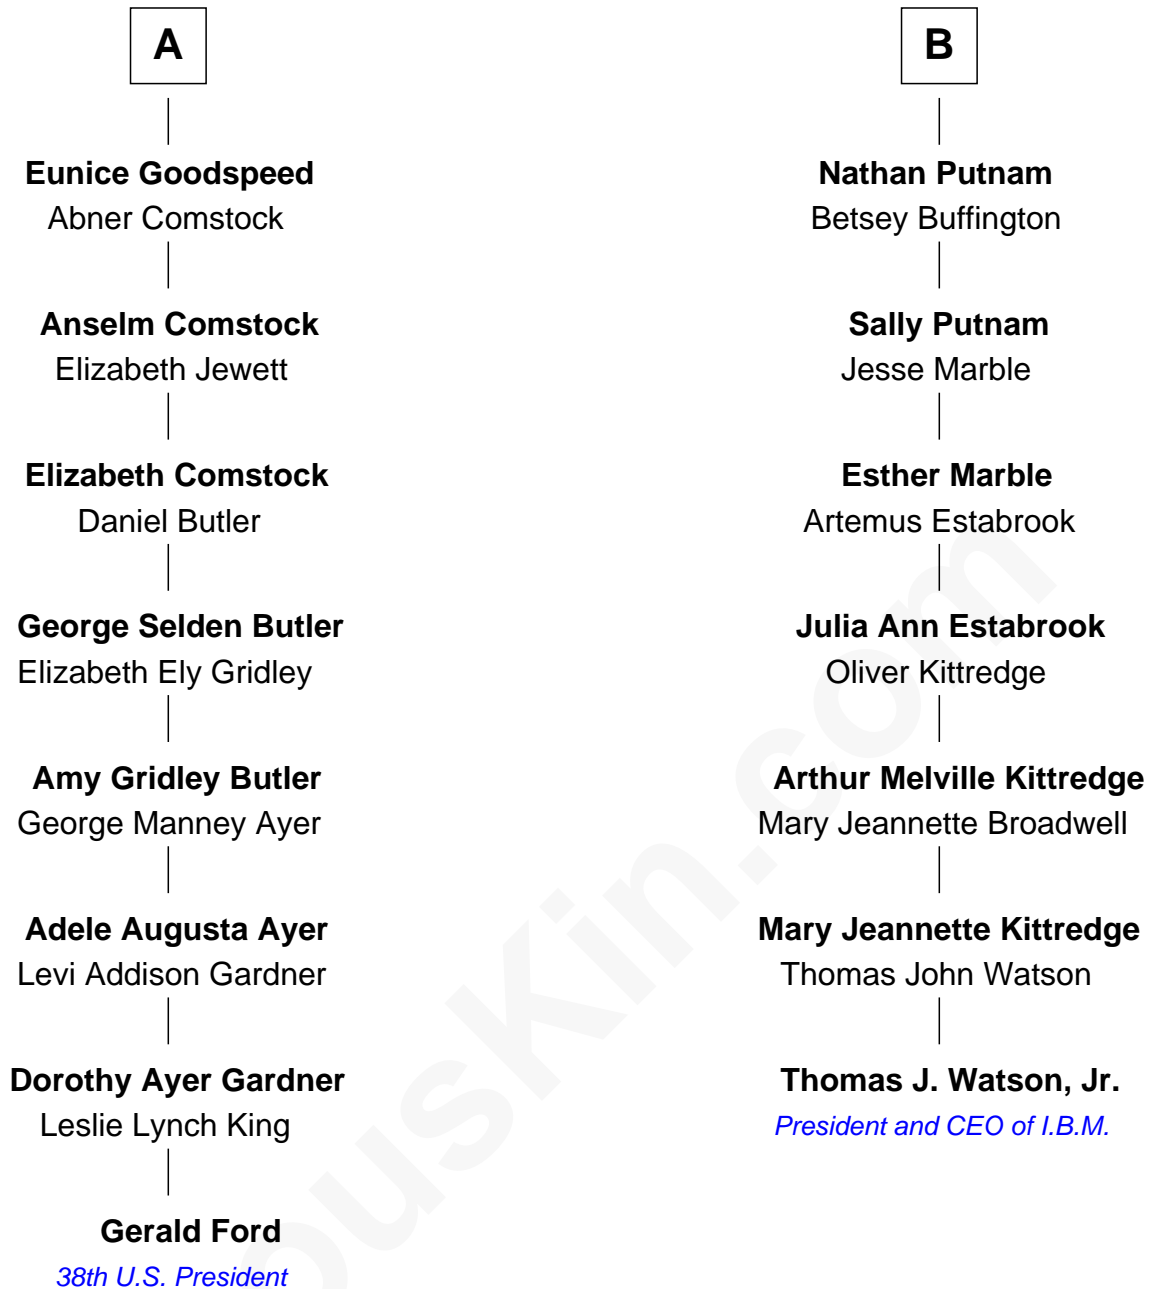 A
Eunice Goodspeed
Abner Comstock
Anselm Comstock
Elizabeth Jewett
Elizabeth Comstock
Daniel Butler
George Selden Butler
Elizabeth Ely Gridley
Amy Gridley Butler
George Manney Ayer
Adele Augusta Ayer
Levi Addison Gardner
Dorothy Ayer Gardner
Leslie Lynch King
Gerald Ford
38th U.S. President
B
Nathan Putnam
Betsey Buffington
Sally Putnam
Jesse Marble
Esther Marble
Artemus Estabrook
Julia Ann Estabrook
Oliver Kittredge
Arthur Melville Kittredge
Mary Jeannette Broadwell
Mary Jeannette Kittredge
Thomas John Watson
Thomas J. Watson, Jr.
President and CEO of I.B.M.
ousKin.com